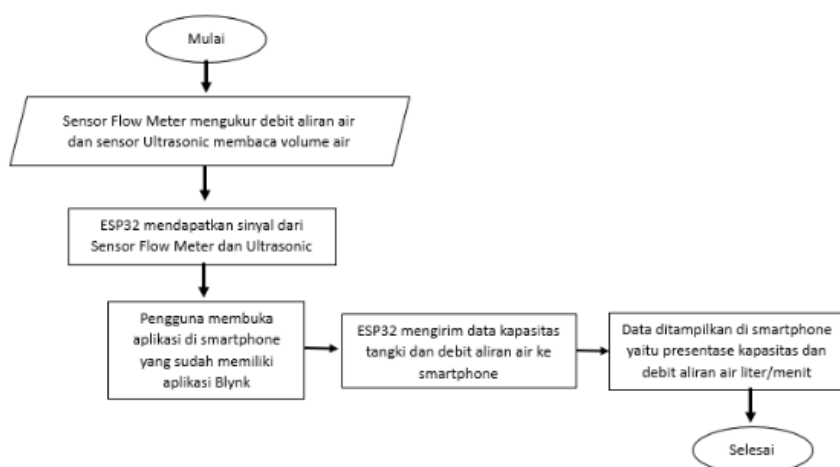 Mulai
Sensor Flow Meter mengukur debit aliran air
dan sensor Ultrasonic membaca volume air
ESP32 mendapatkan sinyal dari
Sensor Flow Meter dan Ultrasonic
Pengguna membuka
aplikasi di smartphone
yang sudah memiliki
aplikasi Blynk
ESP32 mengirim data kapasitas
tangki dan debit aliran air ke
smartphone
Data ditampilkan di smartphone
yaitu presentase kapasitas dan
debit aliran air liter/menit
Selesai